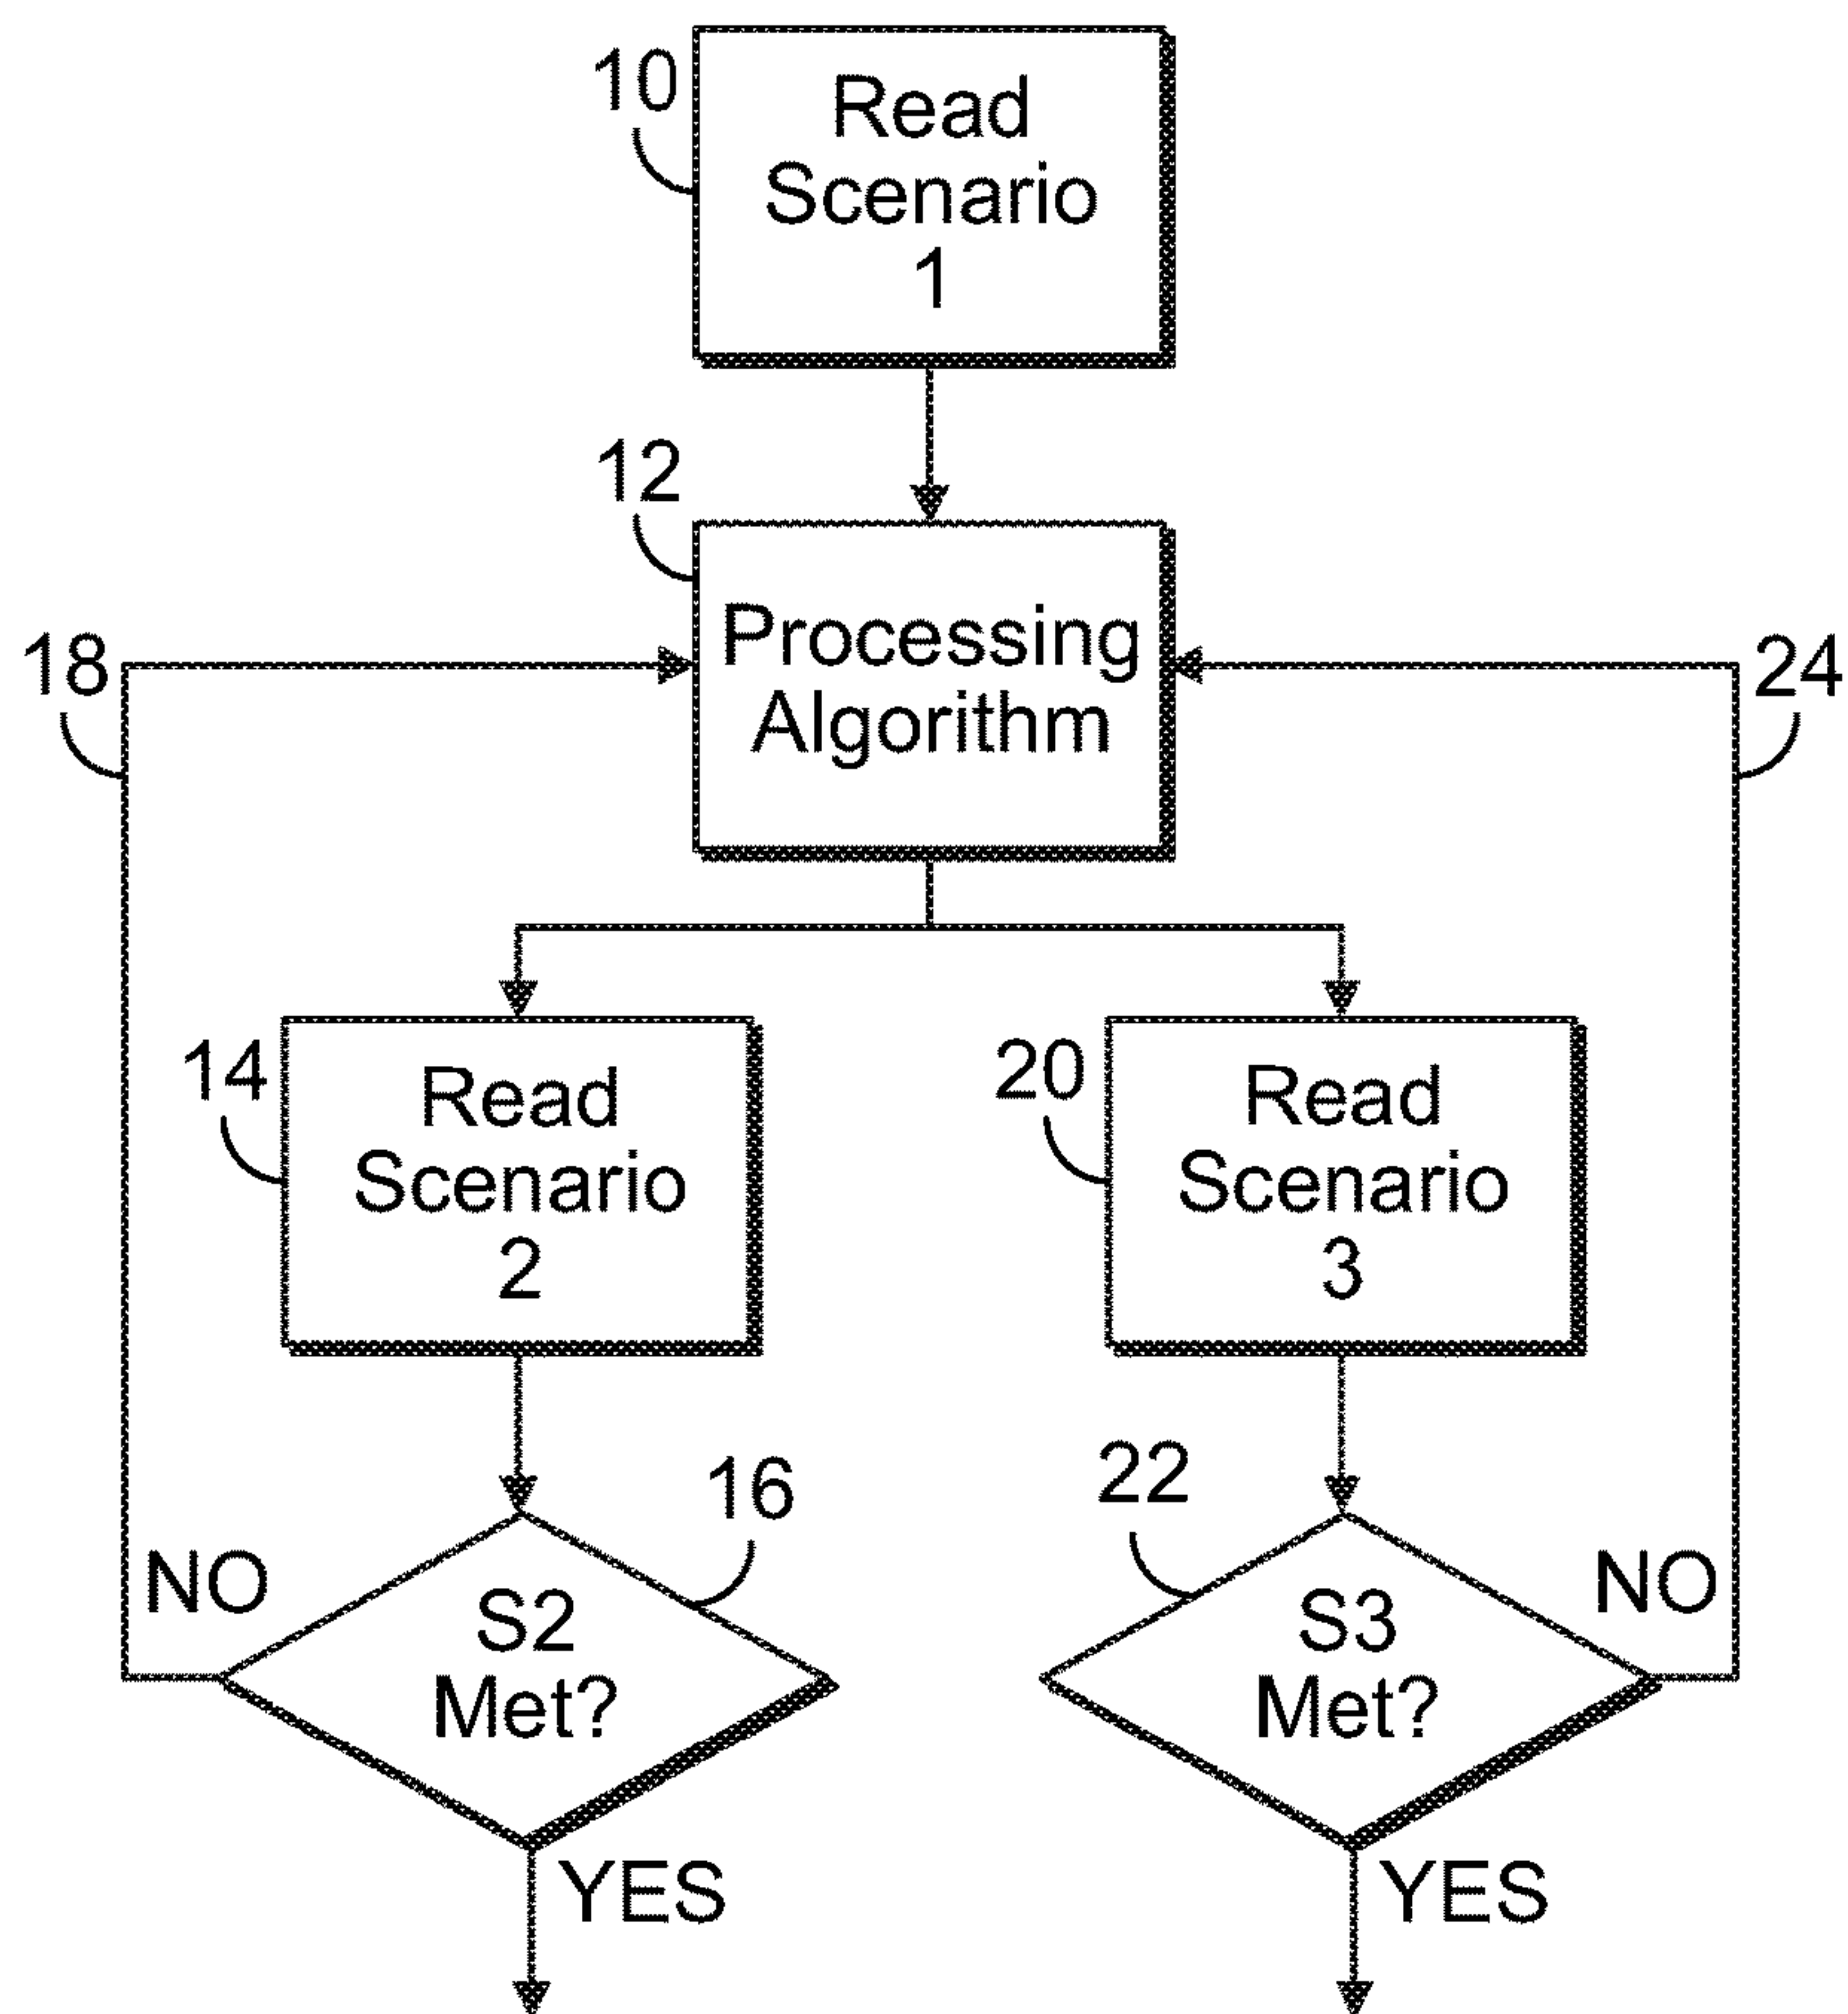 10
Read
Scenario
1
12
Processing
Algorithm
18
24
14
Read
Scenario
2
20
Read
Scenario
3
16
22
NO
S2
Met?
S3
Met?
NO
YES
YES